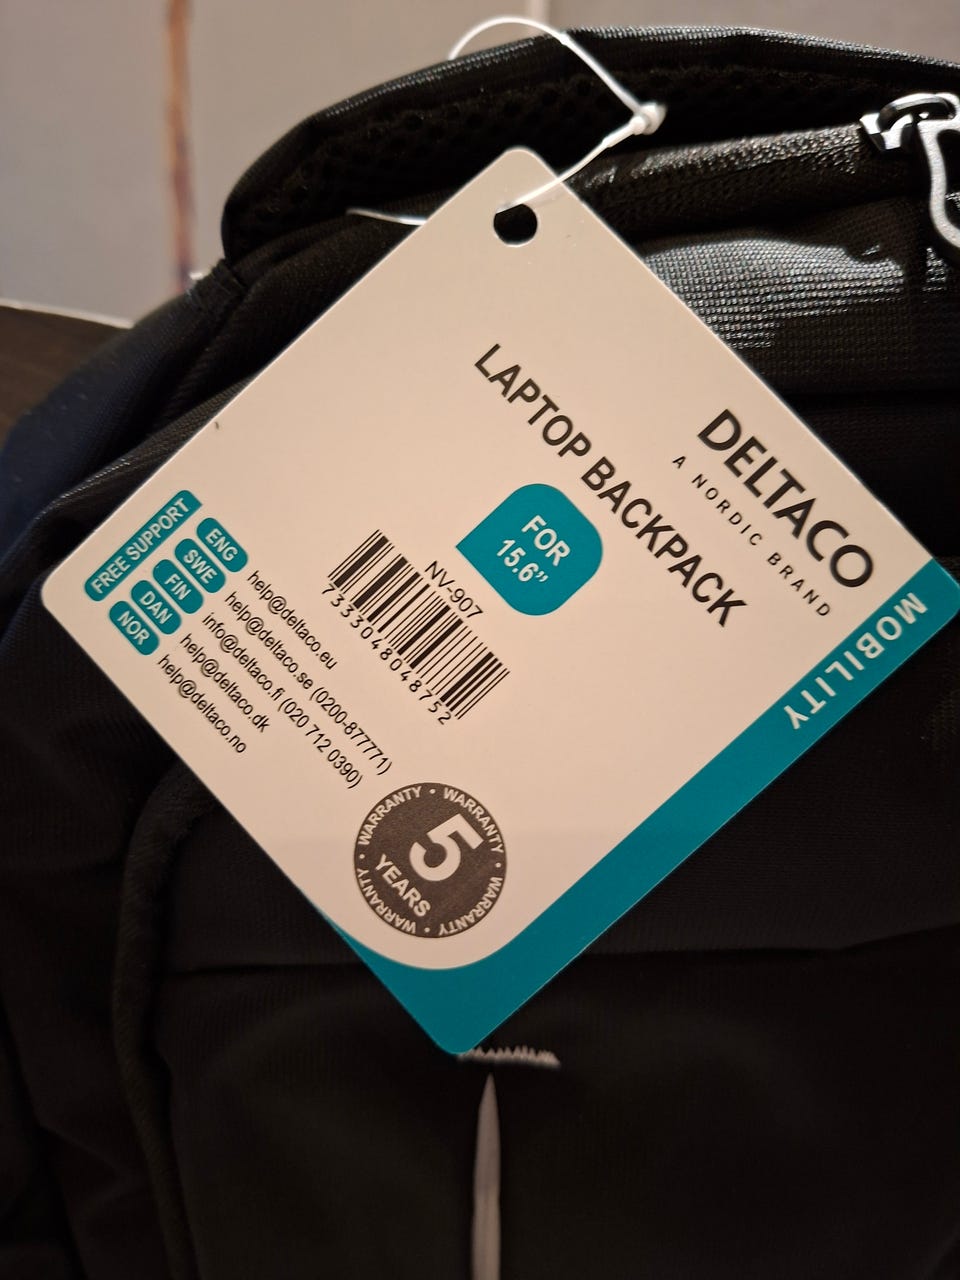 DELTACO
A NORDIC BRAND
MOBILITY
LAPTOP BACKPACK
FOR
15.6”
NV-907
7333048048752
FREE SUPPORT
ENG help@deltaco.eu
SWE help@deltaco.se (0200-877771)
FIN info@deltaco.fi (020 712 0390)
DAN help@deltaco.dk
NOR help@deltaco.no
WARRANTY • WARRANTY • WARRANTY • WARRANTY • WARRANTY •
5
YEARS